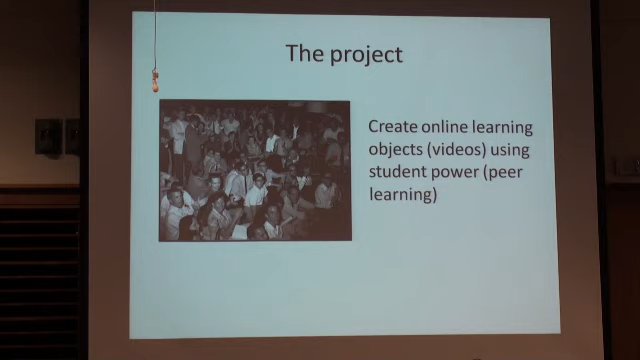 The project
Create online learning
objects (videos) using
student power (peer
learning)